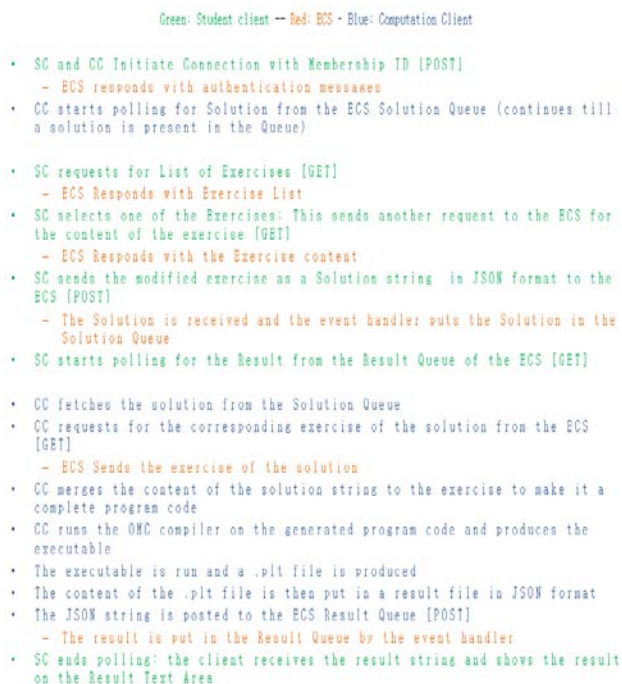 Green: Student client -- Red: ECS - Blue: Computation Client
• SC and CC Initiate Connection with Membership ID [POST]
– ECS responds with authentication messages
• CC starts polling for Solution from the ECS Solution Queue (continues till
a solution is present in the Queue)
• SC requests for List of Exercises [GET]
– ECS Responds with Exercise List
• SC selects one of the Exercises: This sends another request to the ECS for
the content of the exercise [GET]
– ECS Responds with the Exercise content
• SC sends the modified exercise as a Solution string in JSON format to the
ECS [POST]
– The Solution is received and the event handler puts the Solution in the
Solution Queue
• SC starts polling for the Result from the Result Queue of the ECS [GET]
• CC fetches the solution from the Solution Queue
• CC requests for the corresponding exercise of the solution from the ECS
[GET]
– ECS Sends the exercise of the solution
• CC merges the content of the solution string to the exercise to make it a
complete program code
• CC runs the OMC compiler on the generated program code and produces the
executable
• The executable is run and a .plt file is produced
• The content of the .plt file is then put in a result file in JSON format
• The JSON string is posted to the ECS Result Queue [POST]
– The result is put in the Result Queue by the event handler
• SC ends polling: the client receives the result string and shows the result
on the Result Text Area